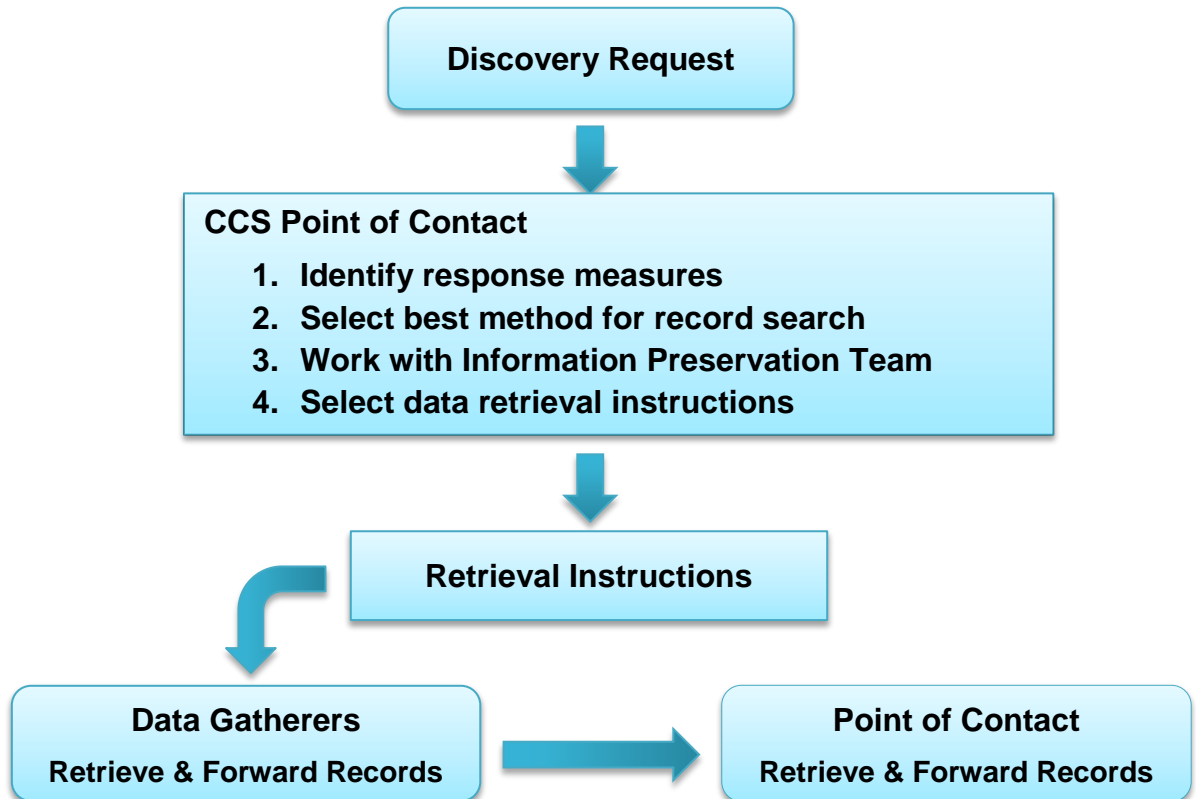 Discovery Request
CCS Point of Contact
1. Identify response measures
2. Select best method for record search
3. Work with Information Preservation Team
4. Select data retrieval instructions
Retrieval Instructions
Data Gatherers
Retrieve & Forward Records
Point of Contact
Retrieve & Forward Records